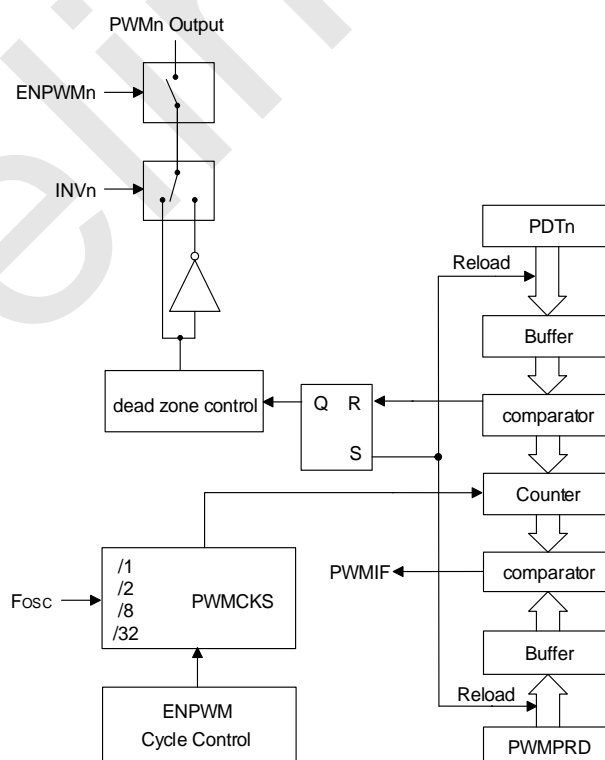 PWMn Output
ENPWMn
INVn
PDTn
Reload
Buffer
dead zone control
Q R
S
comparator
Counter
/1
/2
/8
/32
PWMCKS
FOSC
PWMIF
comparator
Buffer
Reload
ENPWM
Cycle Control
PWMPRD